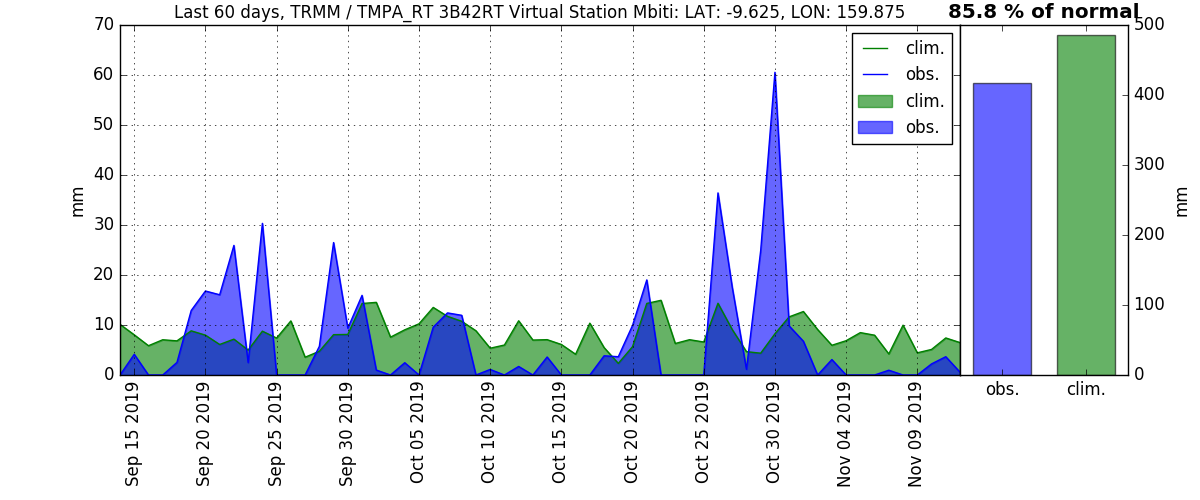 Last 60 days, TRMM / TMPA_RT 3B42RT Virtual Station Mbiti: LAT: -9.625, LON: 159.875
85.8 % of normal
70
60
50
40
30
20
10
0
mm
clim.
obs.
clim.
obs.
500
400
300
200
100
0
mm
obs.
clim.
Sep 15 2019
Sep 20 2019
Sep 25 2019
Sep 30 2019
Oct 05 2019
Oct 10 2019
Oct 15 2019
Oct 20 2019
Oct 25 2019
Oct 30 2019
Nov 04 2019
Nov 09 2019